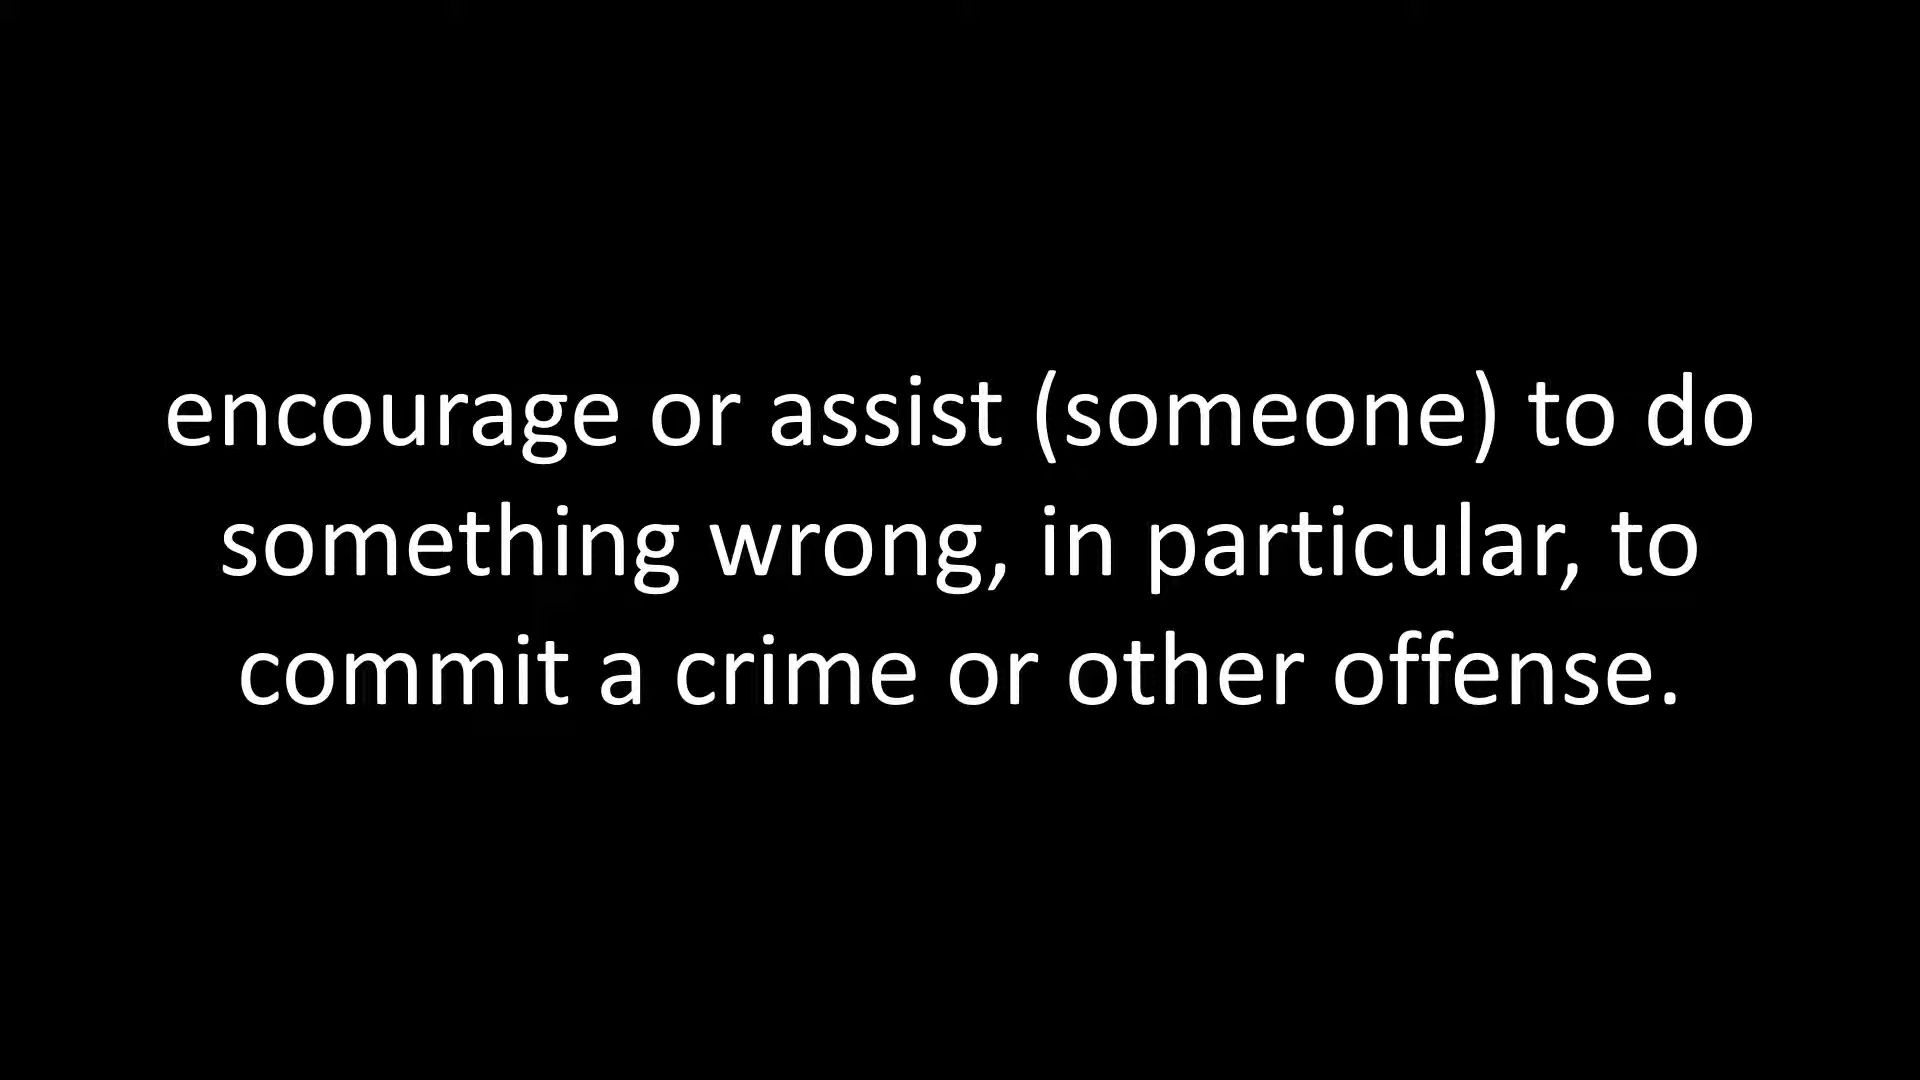 encourage or assist (someone) to do
something wrong, in particular, to
commit a crime or other offense.